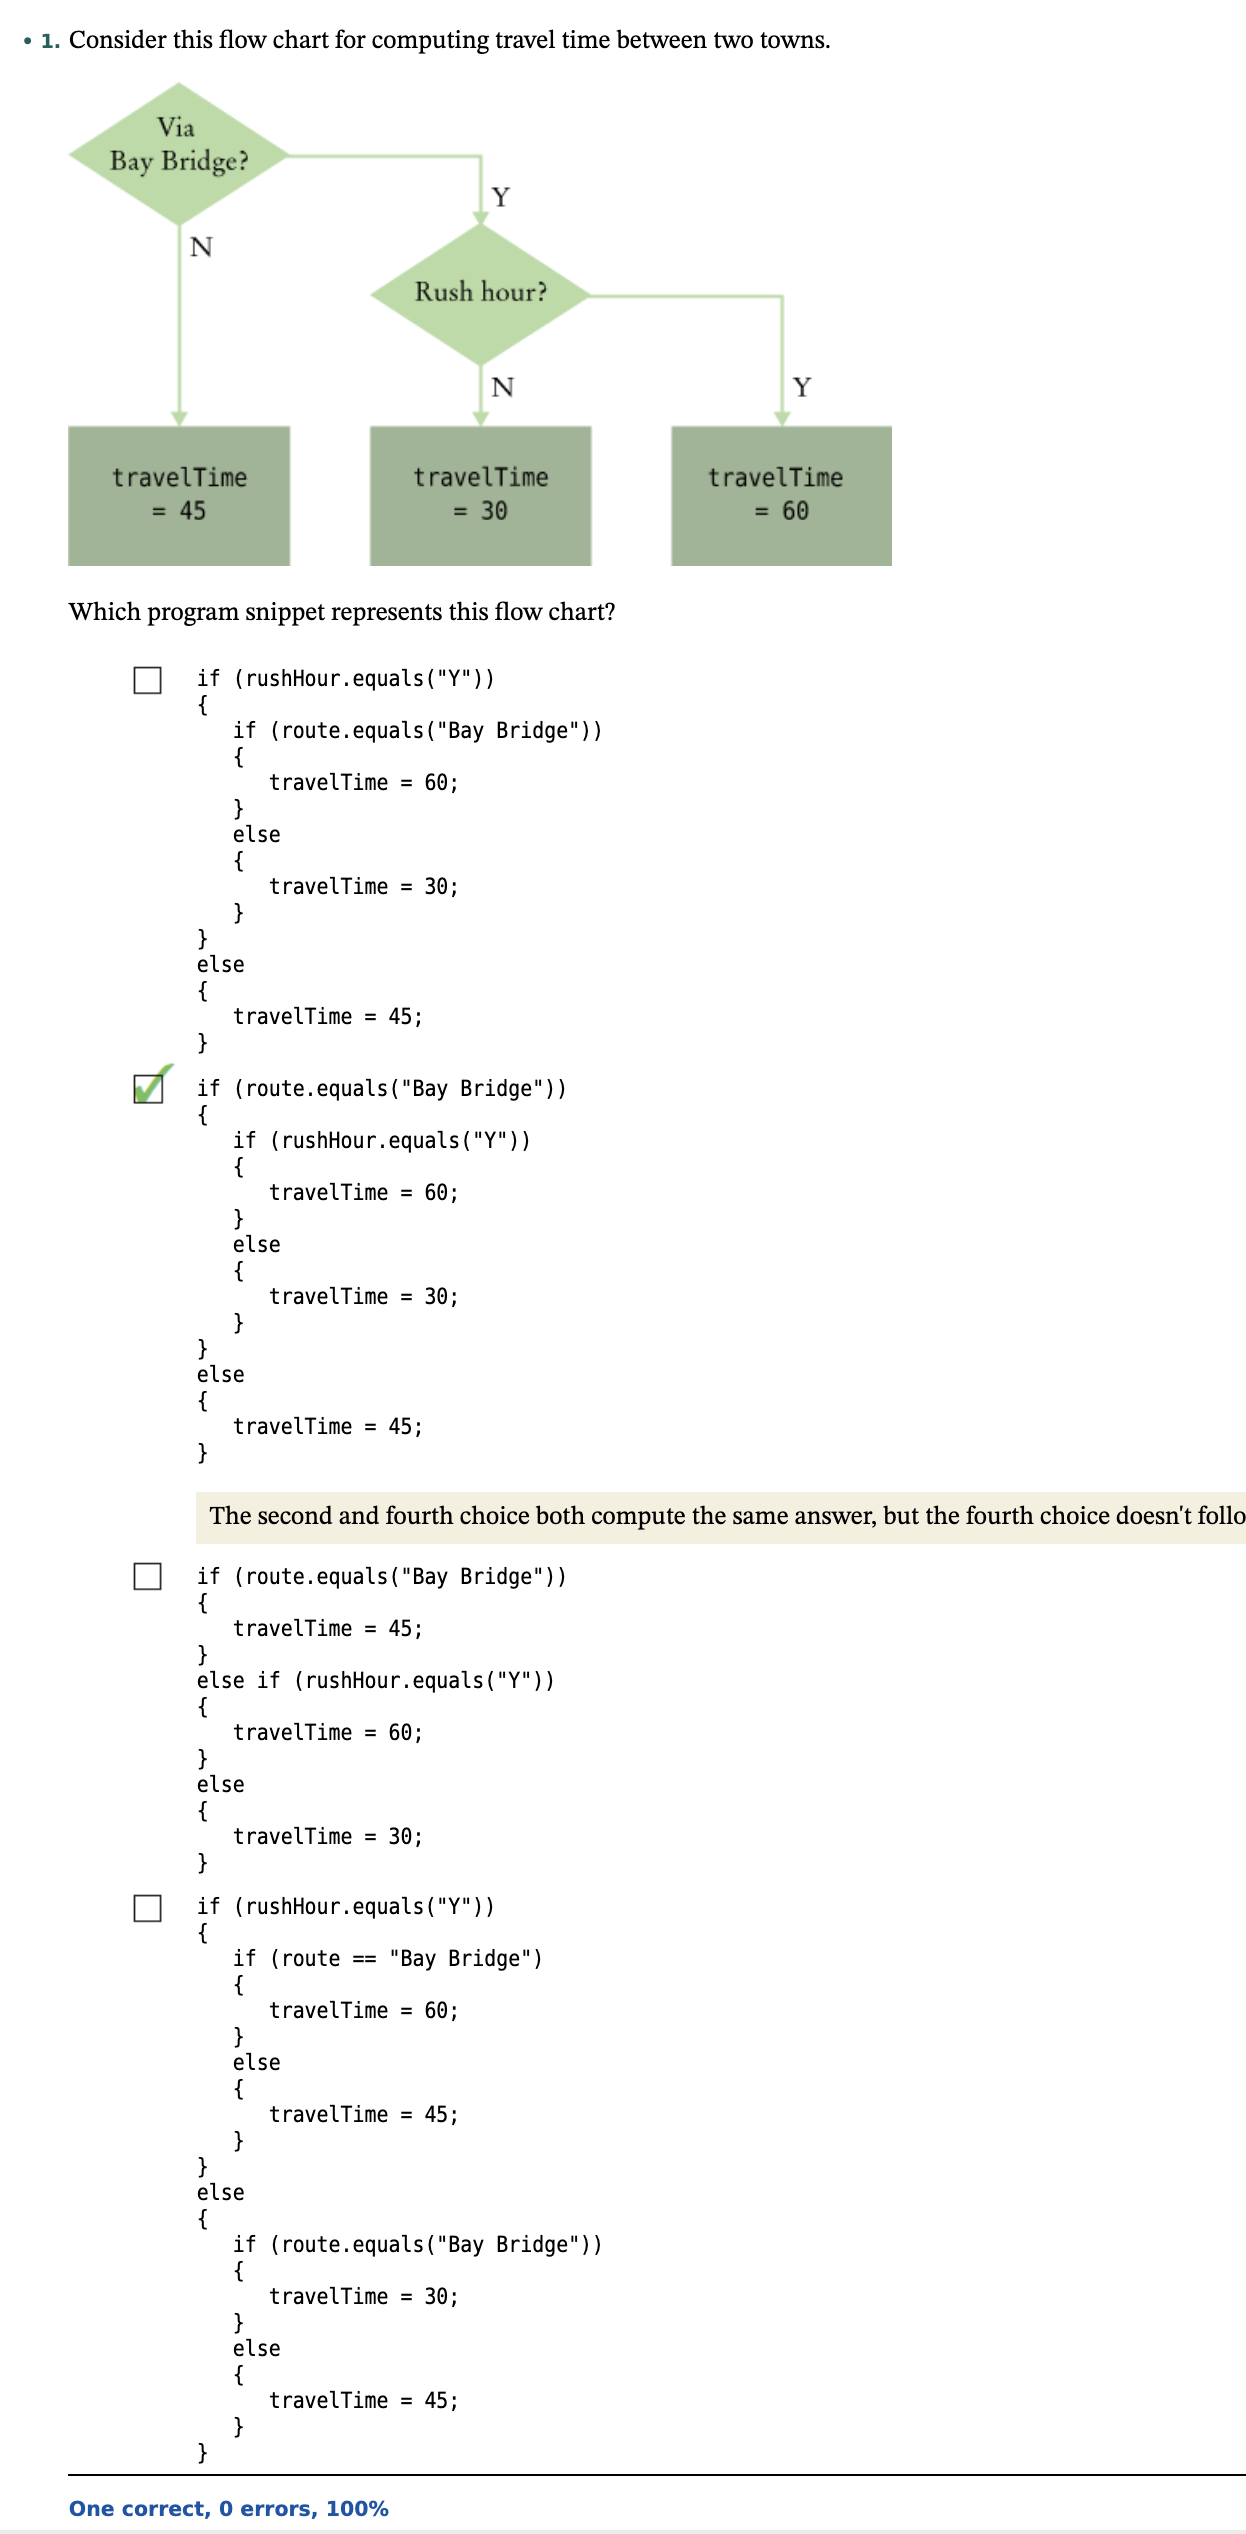 • 1. Consider this flow chart for computing travel time between two towns.
Via
Bay Bridge?
Y
N
Rush hour?
N
Y
travelTime
= 45
travelTime
= 30
travelTime
= 60
Which program snippet represents this flow chart?
if (rushHour.equals("Y"))
{
   if (route.equals("Bay Bridge"))
   {
      travelTime = 60;
   }
   else
   {
      travelTime = 30;
   }
}
else
{
   travelTime = 45;
}
if (route.equals("Bay Bridge"))
{
   if (rushHour.equals("Y"))
   {
      travelTime = 60;
   }
   else
   {
      travelTime = 30;
   }
}
else
{
   travelTime = 45;
}
The second and fourth choice both compute the same answer, but the fourth choice doesn't follo
if (route.equals("Bay Bridge"))
{
   travelTime = 45;
}
else if (rushHour.equals("Y"))
{
   travelTime = 60;
}
else
{
   travelTime = 30;
}
if (rushHour.equals("Y"))
{
   if (route == "Bay Bridge")
   {
      travelTime = 60;
   }
   else
   {
      travelTime = 45;
   }
}
else
{
   if (route.equals("Bay Bridge"))
   {
      travelTime = 30;
   }
   else
   {
      travelTime = 45;
   }
}
One correct, 0 errors, 100%